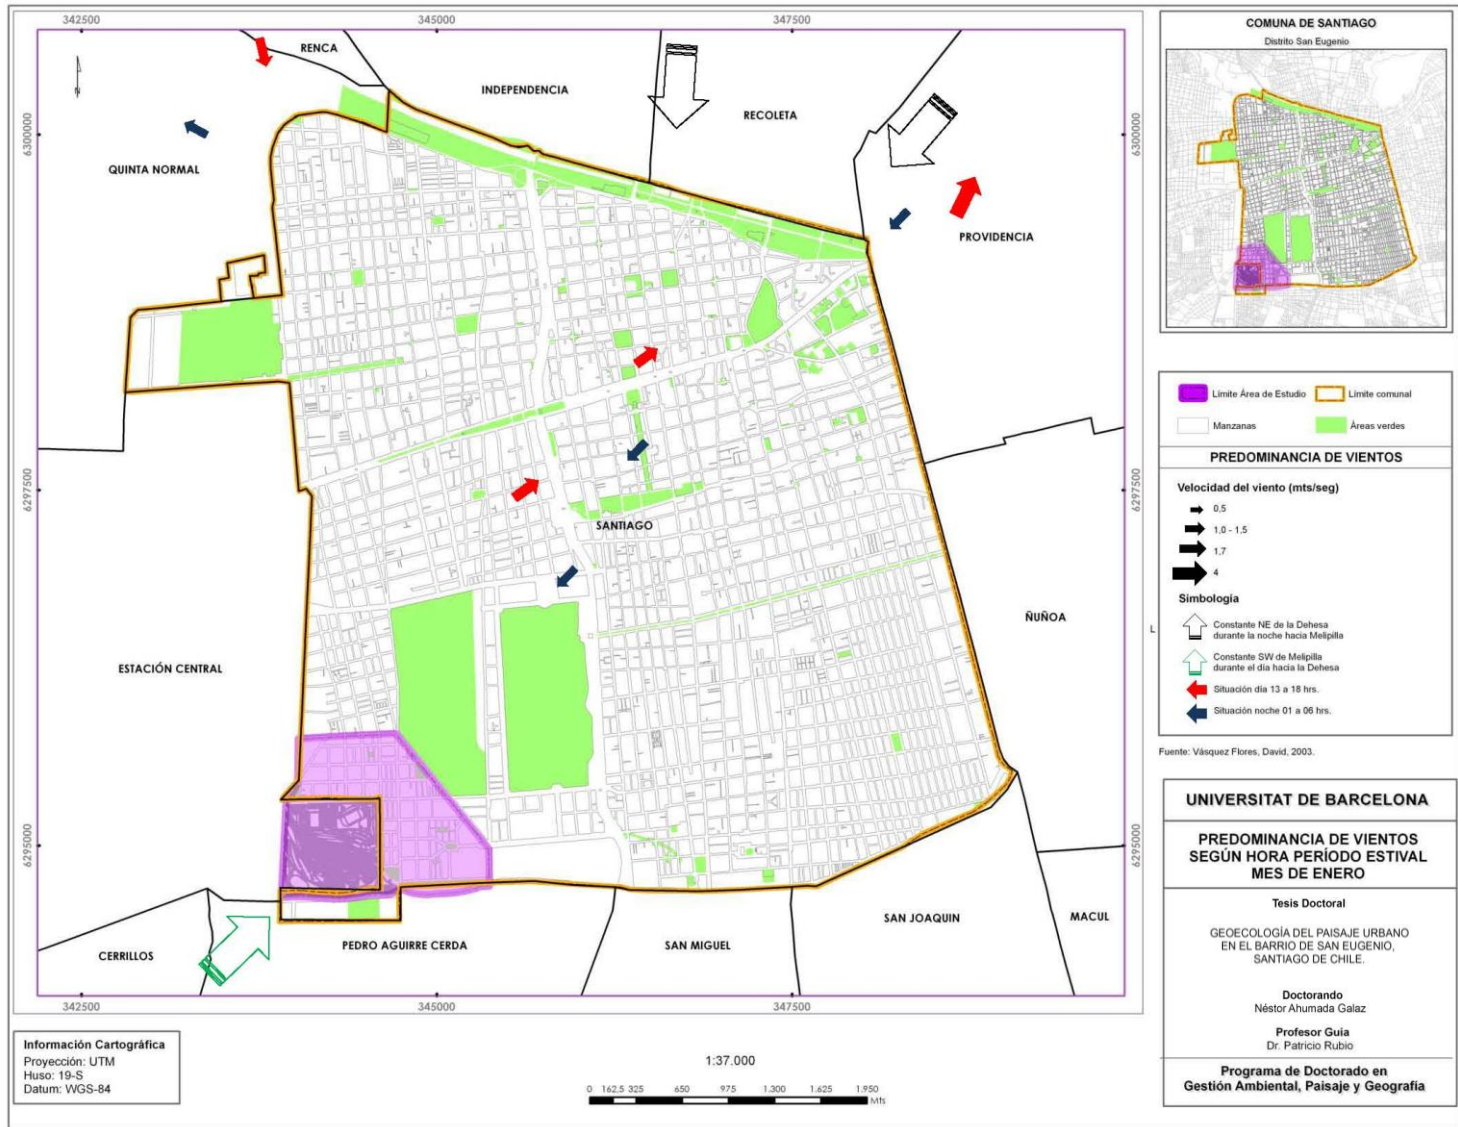 342500
345000
347500
6300000
6297500
6295000
6300000
6297500
6295000
342500
345000
347500
RENCA
INDEPENDENCIA
RECOLETA
QUINTA NORMAL
PROVIDENCIA
SANTIAGO
ÑUÑOA
ESTACIÓN CENTRAL
CERRILLOS
PEDRO AGUIRRE CERDA
SAN MIGUEL
SAN JOAQUIN
MACUL
COMUNA DE SANTIAGO
Distrito San Eugenio
Límite Área de Estudio
Límite comunal
Manzanas
Áreas verdes
PREDOMINANCIA DE VIENTOS
Velocidad del viento (mts/seg)
0,5
1,0 - 1,5
1,7
4
Simbología
Constante NE de la Dehesa
durante la noche hacia Melipilla
Constante SW de Melipilla
durante el día hacia la Dehesa
Situación día 13 a 18 hrs.
Situación noche 01 a 06 hrs.
Fuente: Vásquez Flores, David, 2003.
UNIVERSITAT DE BARCELONA
PREDOMINANCIA DE VIENTOS
SEGÚN HORA PERÍODO ESTIVAL
MES DE ENERO
Tesis Doctoral
GEOECOLOGÍA DEL PAISAJE URBANO
EN EL BARRIO DE SAN EUGENIO,
SANTIAGO DE CHILE.
Doctorando
Néstor Ahumada Galaz
Profesor Guía
Dr. Patricio Rubio
Programa de Doctorado en
Gestión Ambiental, Paisaje y Geografía
Información Cartográfica
Proyección: UTM
Huso: 19-S
Datum: WGS-84
1:37.000
0 162,5 325 650 975 1.300 1.625 1.950
Mts